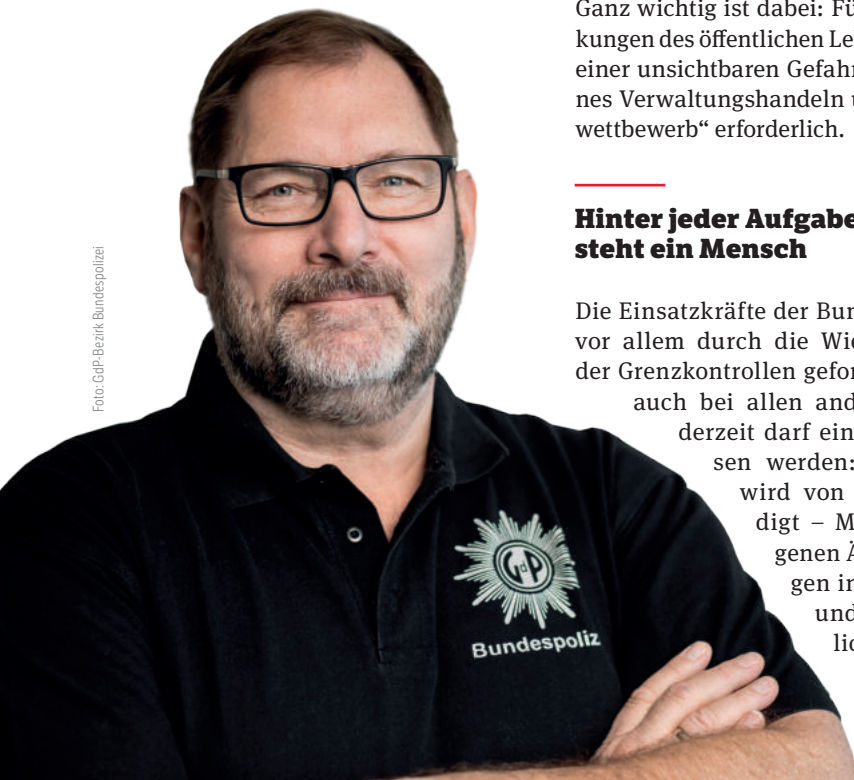 Ganz wichtig ist dabei: Fü
kungen des öffentlichen Le
einer unsichtbaren Gefahr
nes Verwaltungshandeln u
wettbewerb“ erforderlich.
Hinter jeder Aufgabe
steht ein Mensch
Die Einsatzkräfte der Bun
vor allem durch die Wie
der Grenzkontrollen gefor
auch bei allen and
derzeit darf ein
sen werden:
wird von
digt – M
genen Ä
gen in
und
lic
Foto: GdP-Bezirk Bundespolizei
GdP
Bundespoliz